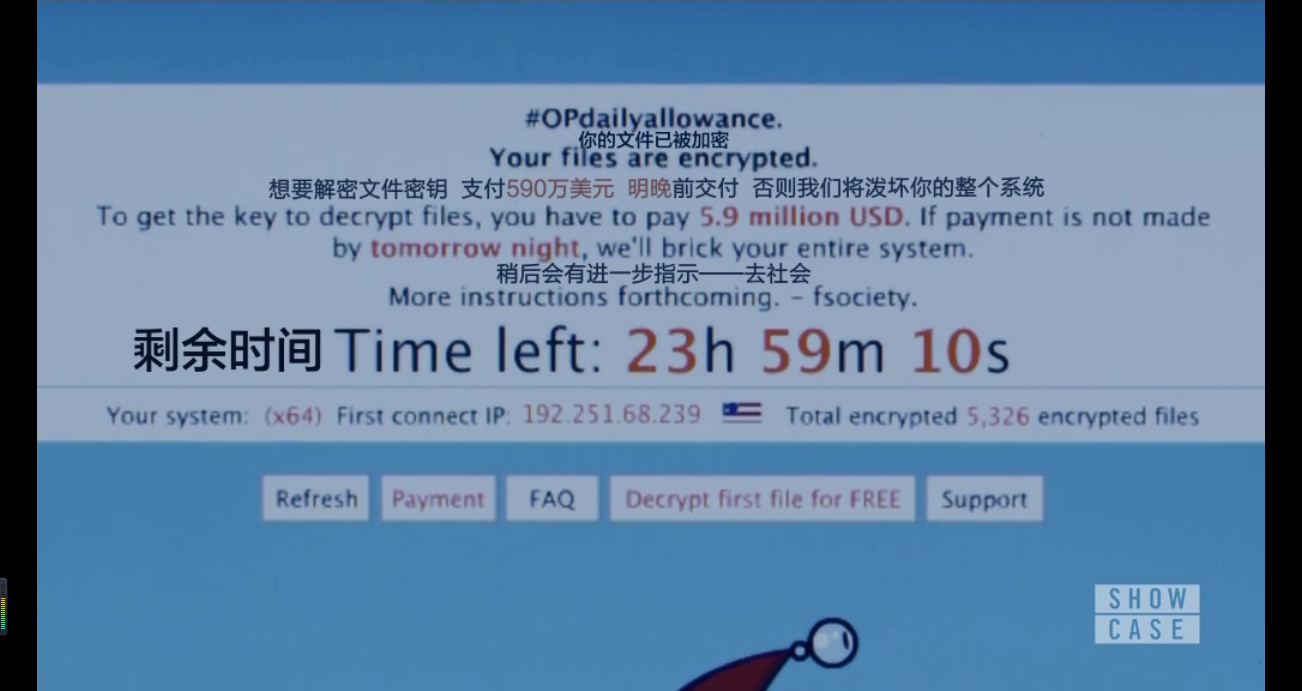 #OPdailyallowance.
你的文件已被加密
Your files are encrypted.
想要解密文件密钥 支付590万美元 明晚前交付 否则我们将泼坏你的整个系统
To get the key to decrypt files, you have to pay 5.9 million USD. If payment is not made
by tomorrow night, we'll brick your entire system.
稍后会有进一步指示——去社会
More instructions forthcoming. – fsociety.
剩余时间 Time left: 23h 59m 10s
Your system: (x64) First connect IP: 192.251.68.239 Total encrypted 5,326 encrypted files
Refresh Payment FAQ Decrypt first file for FREE Support
SHOW
CASE